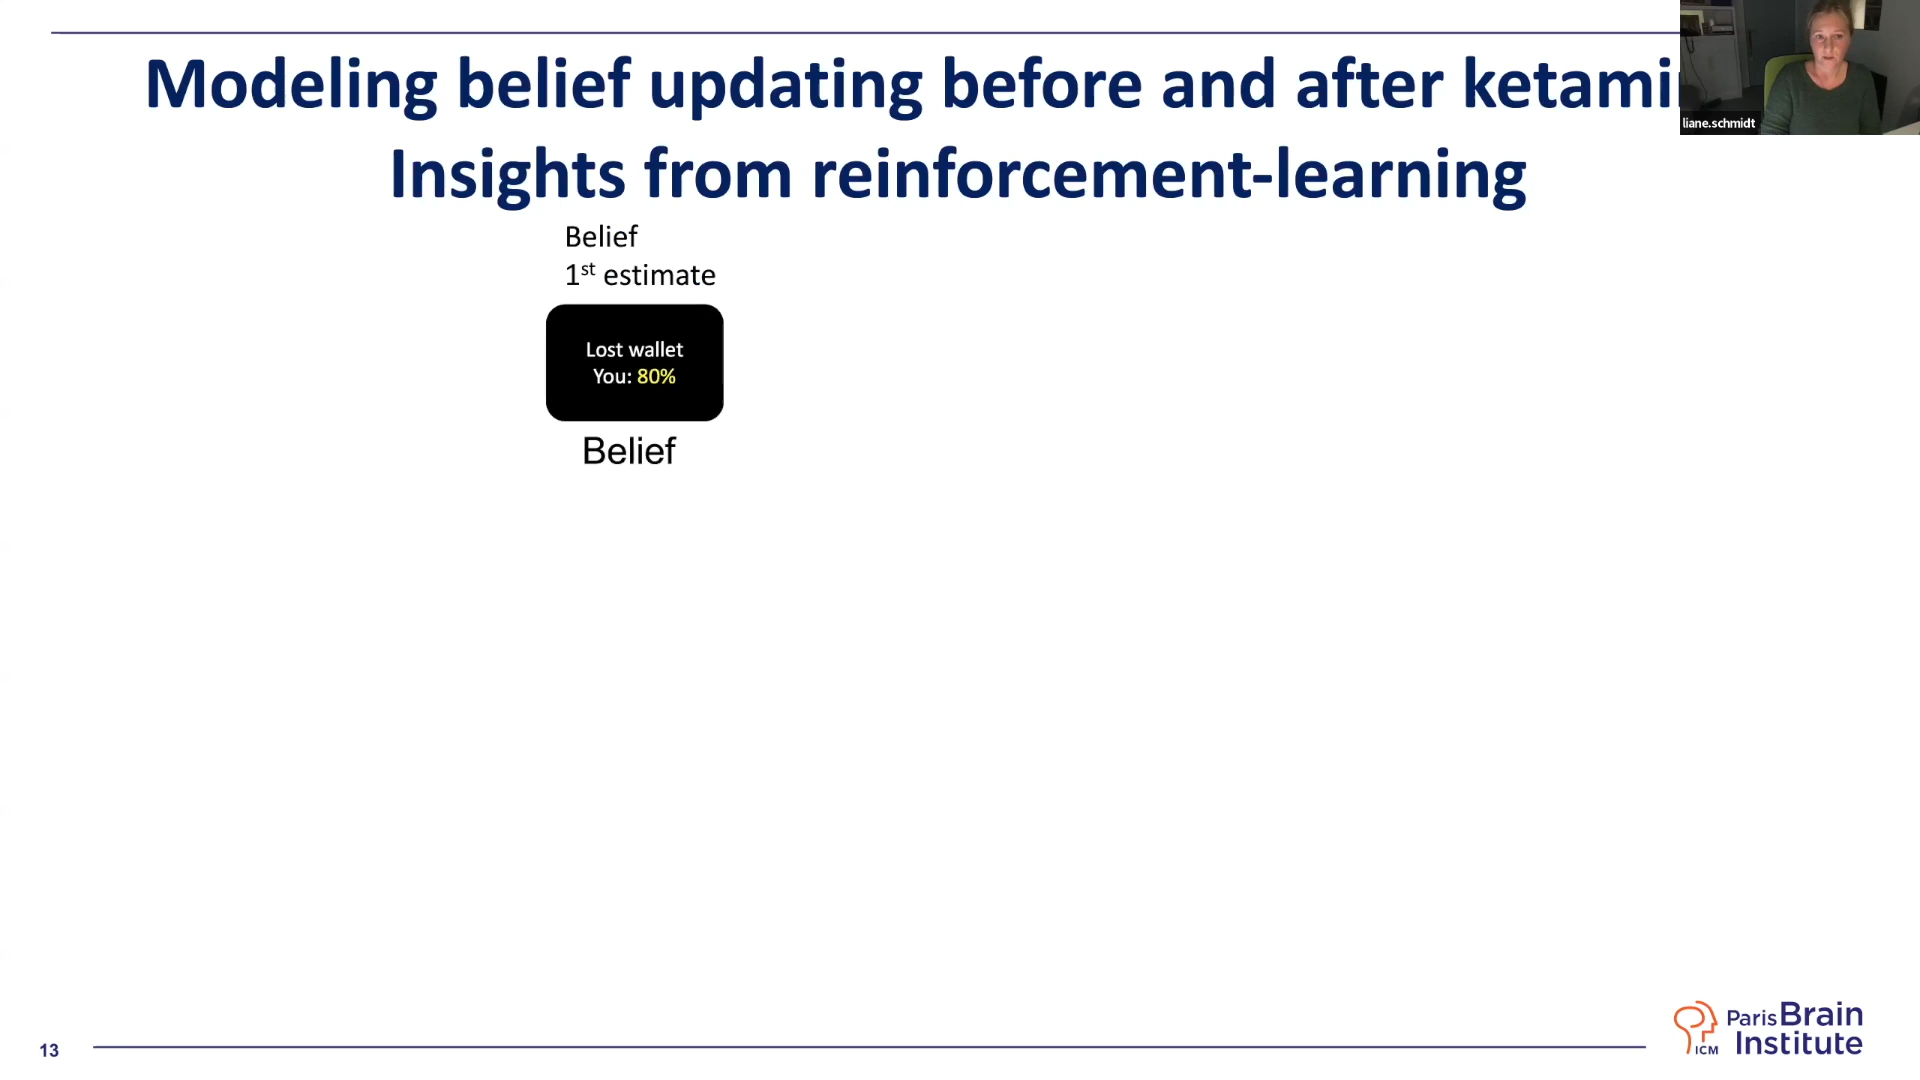 Modeling belief updating before and after ketami
Insights from reinforcement-learning
liane.schmidt
Belief
1st estimate
Lost wallet
You: 80%
Belief
13
ICM
Paris Brain
Institute